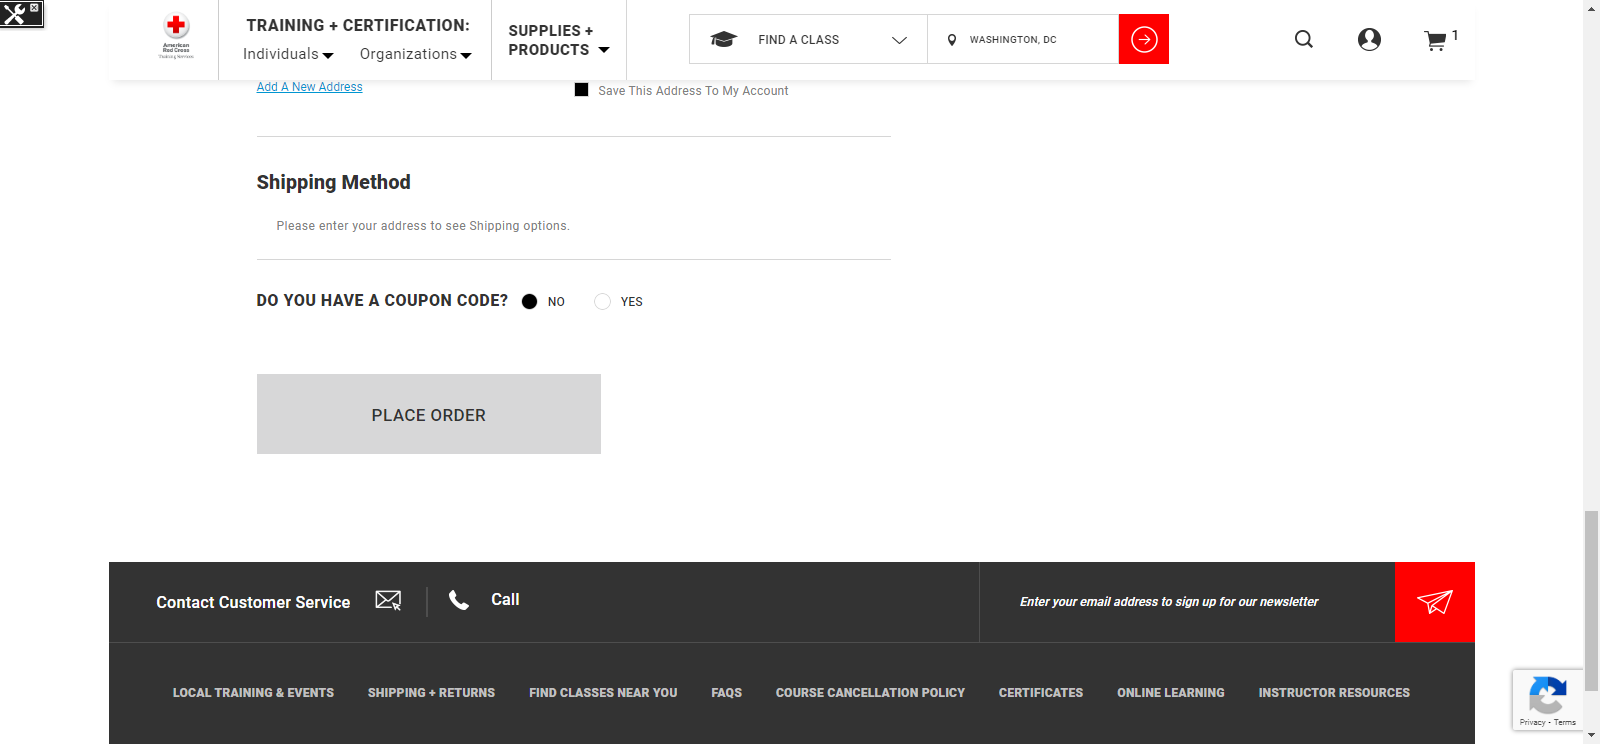 American
Red Cross
Training Services
TRAINING + CERTIFICATION:
Individuals
Organizations
SUPPLIES +
PRODUCTS
FIND A CLASS
WASHINGTON, DC
1
Add A New Address
Save This Address To My Account
Shipping Method
Please enter your address to see Shipping options.
DO YOU HAVE A COUPON CODE?
NO
YES
PLACE ORDER
Contact Customer Service
Call
Enter your email address to sign up for our newsletter
LOCAL TRAINING & EVENTS
SHIPPING + RETURNS
FIND CLASSES NEAR YOU
FAQS
COURSE CANCELLATION POLICY
CERTIFICATES
ONLINE LEARNING
INSTRUCTOR RESOURCES
Privacy - Terms